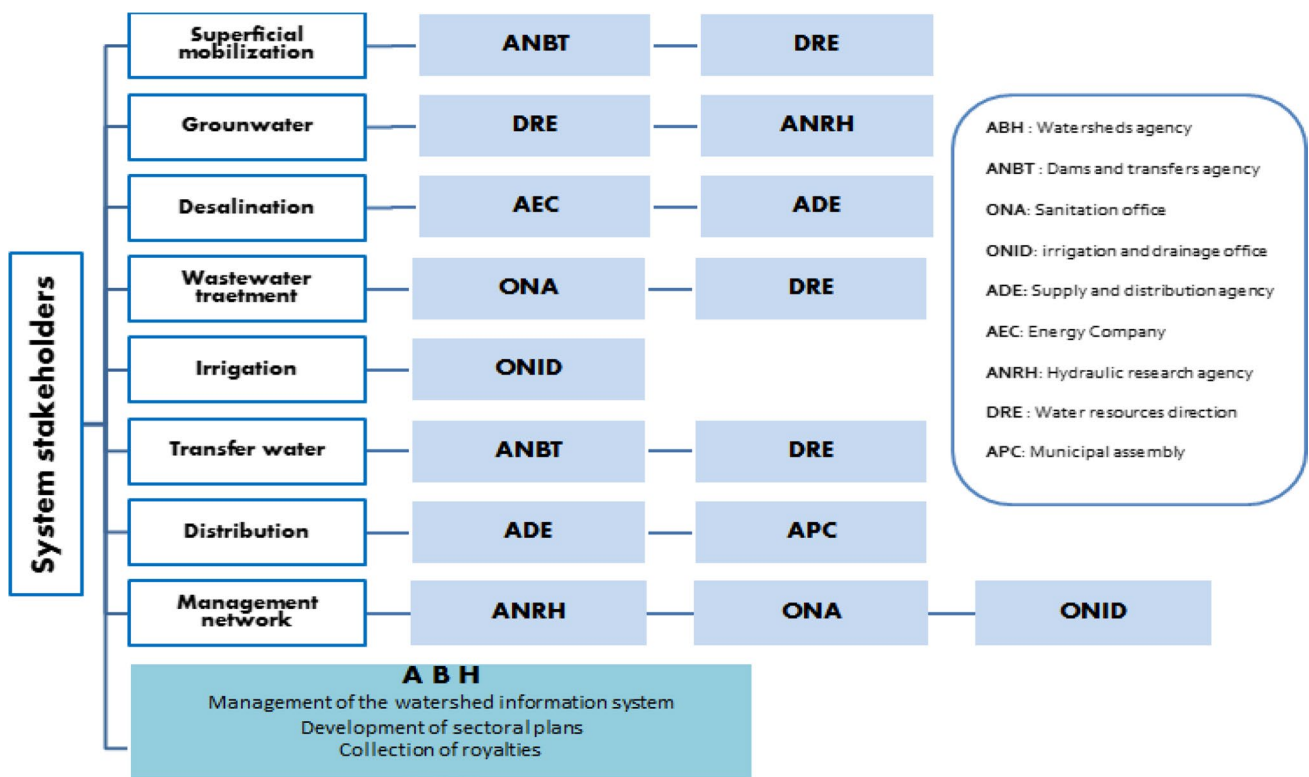 System stakeholders
Superficial
mobilization
ANBT
DRE
Grounwater
DRE
ANRH
Desalination
AEC
ADE
Wastewater
traetment
ONA
DRE
Irrigation
ONID
Transfer water
ANBT
DRE
Distribution
ADE
APC
Management
network
ANRH
ONA
ONID
A B H
Management of the watershed information system
Development of sectoral plans
Collection of royalties
ABH : Watersheds agency
ANBT : Dams and transfers agency
ONA: Sanitation office
ONID: irrigation and drainage office
ADE: Supply and distribution agency
AEC: Energy Company
ANRH: Hydraulic research agency
DRE : Water resources direction
APC: Municipal assembly